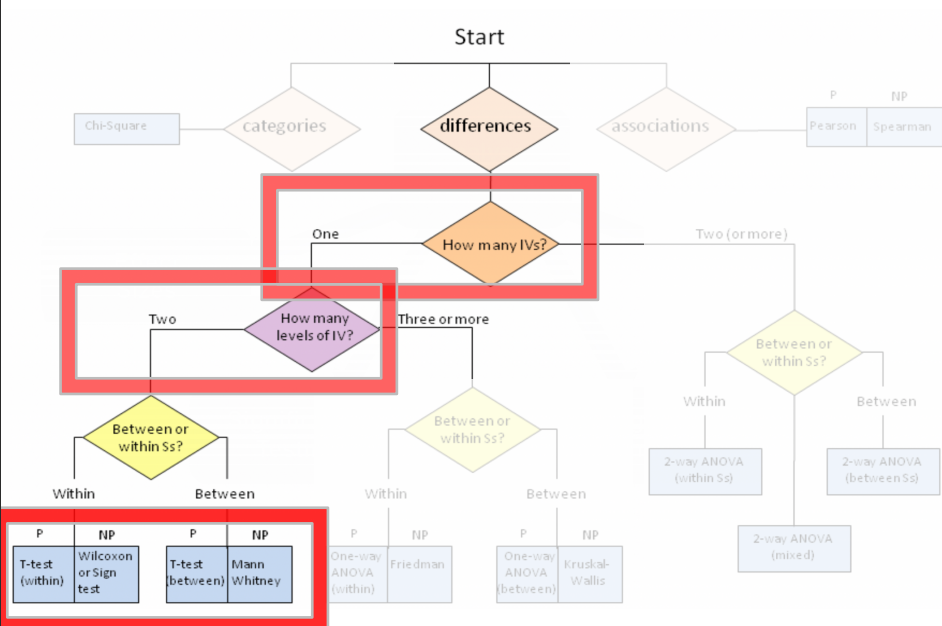 Start
P
NP
Chi-Square
categories
differences
associations
Pearson
Spearman
One
How many IVs?
Two (or more)
Two
How many
levels of IV?
Three or more
Between or
within Ss?
Within
Between
Between or
within Ss?
Between or
within Ss?
Within
Between
Within
Between
2-way ANOVA
(within Ss)
2-way ANOVA
(between Ss)
P
NP
P
NP
P
NP
P
NP
T-test
(within)
Wilcoxon
or Sign
test
T-test
(between)
Mann
Whitney
One-way
ANOVA
(within)
Friedman
One-way
ANOVA
(between)
Kruskal-
Wallis
2-way ANOVA
(mixed)